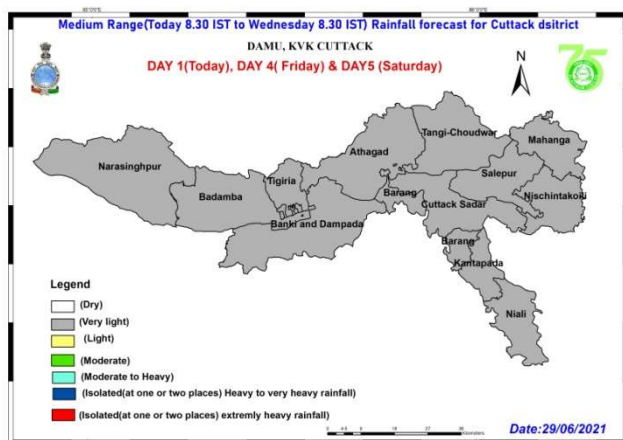 Medium Range(Today 8.30 IST to Wednesday 8.30 IST) Rainfall forecast for Cuttack dsitrict
DAMU, KVK CUTTACK
DAY 1(Today), DAY 4( Friday) & DAY5 (Saturday)
N
75
Tangi-Choudwar
Mahanga
Athagad
Narasinghpur
Salepur
Tigiria
Badamba
Barang
Nischintakoili
Cuttack Sadar
Banki and Dampada
Barang
Kantapada
Niali
Legend
(Dry)
(Very light)
(Light)
(Moderate)
(Moderate to Heavy)
(Isolated(at one or two places) Heavy to very heavy rainfall)
(Isolated(at one or two places) extremly heavy rainfall)
Date:29/06/2021